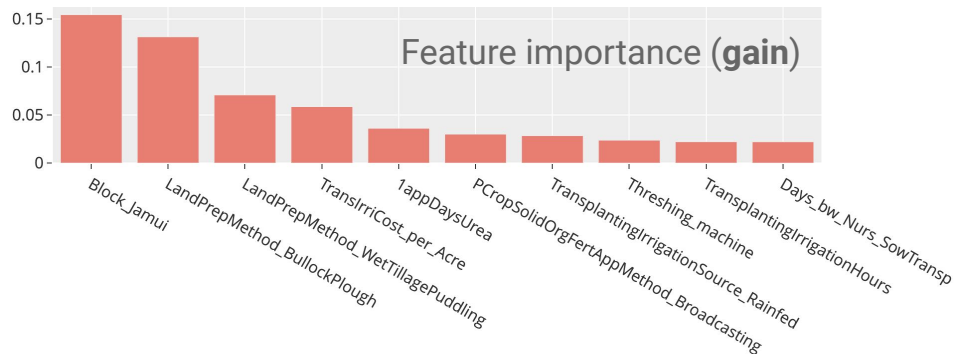 Feature importance (gain)
0.15
0.1
0.05
0
Block_Jamui
LandPrepMethod_BullockPlough
LandPrepMethod_WetTillagePuddling
TransIrriCost_per_Acre
1appDaysUrea
PCropSolidOrgFertAppMethod_Broadcasting
TransplantingIrrigationSource_Rainfed
Threshing_machine
TransplantingIrrigationHours
Days_bw_Nurs_SowTransp